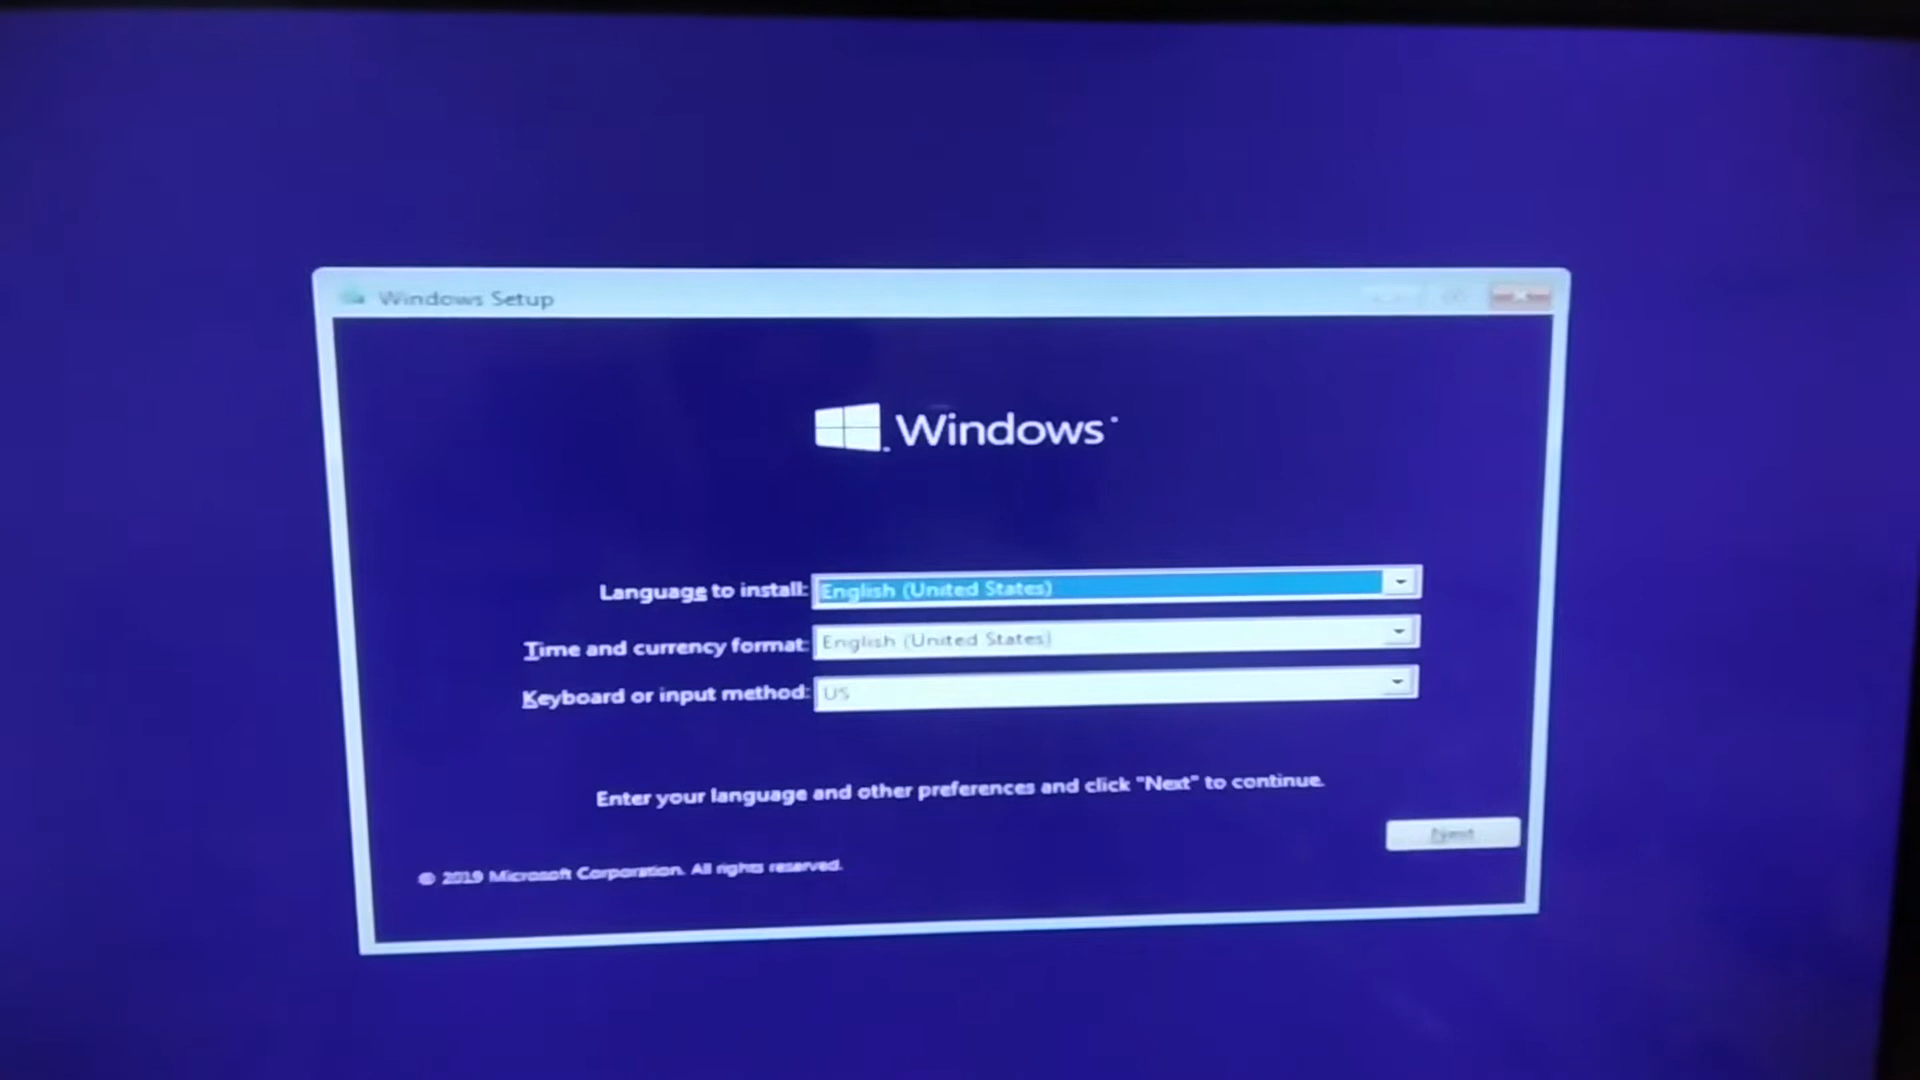 Windows Setup
Windows
Language to install: English (United States)
Time and currency format: English (United States)
Keyboard or input method: US
Enter your language and other preferences and click "Next" to continue.
Next
© 2019 Microsoft Corporation. All rights reserved.